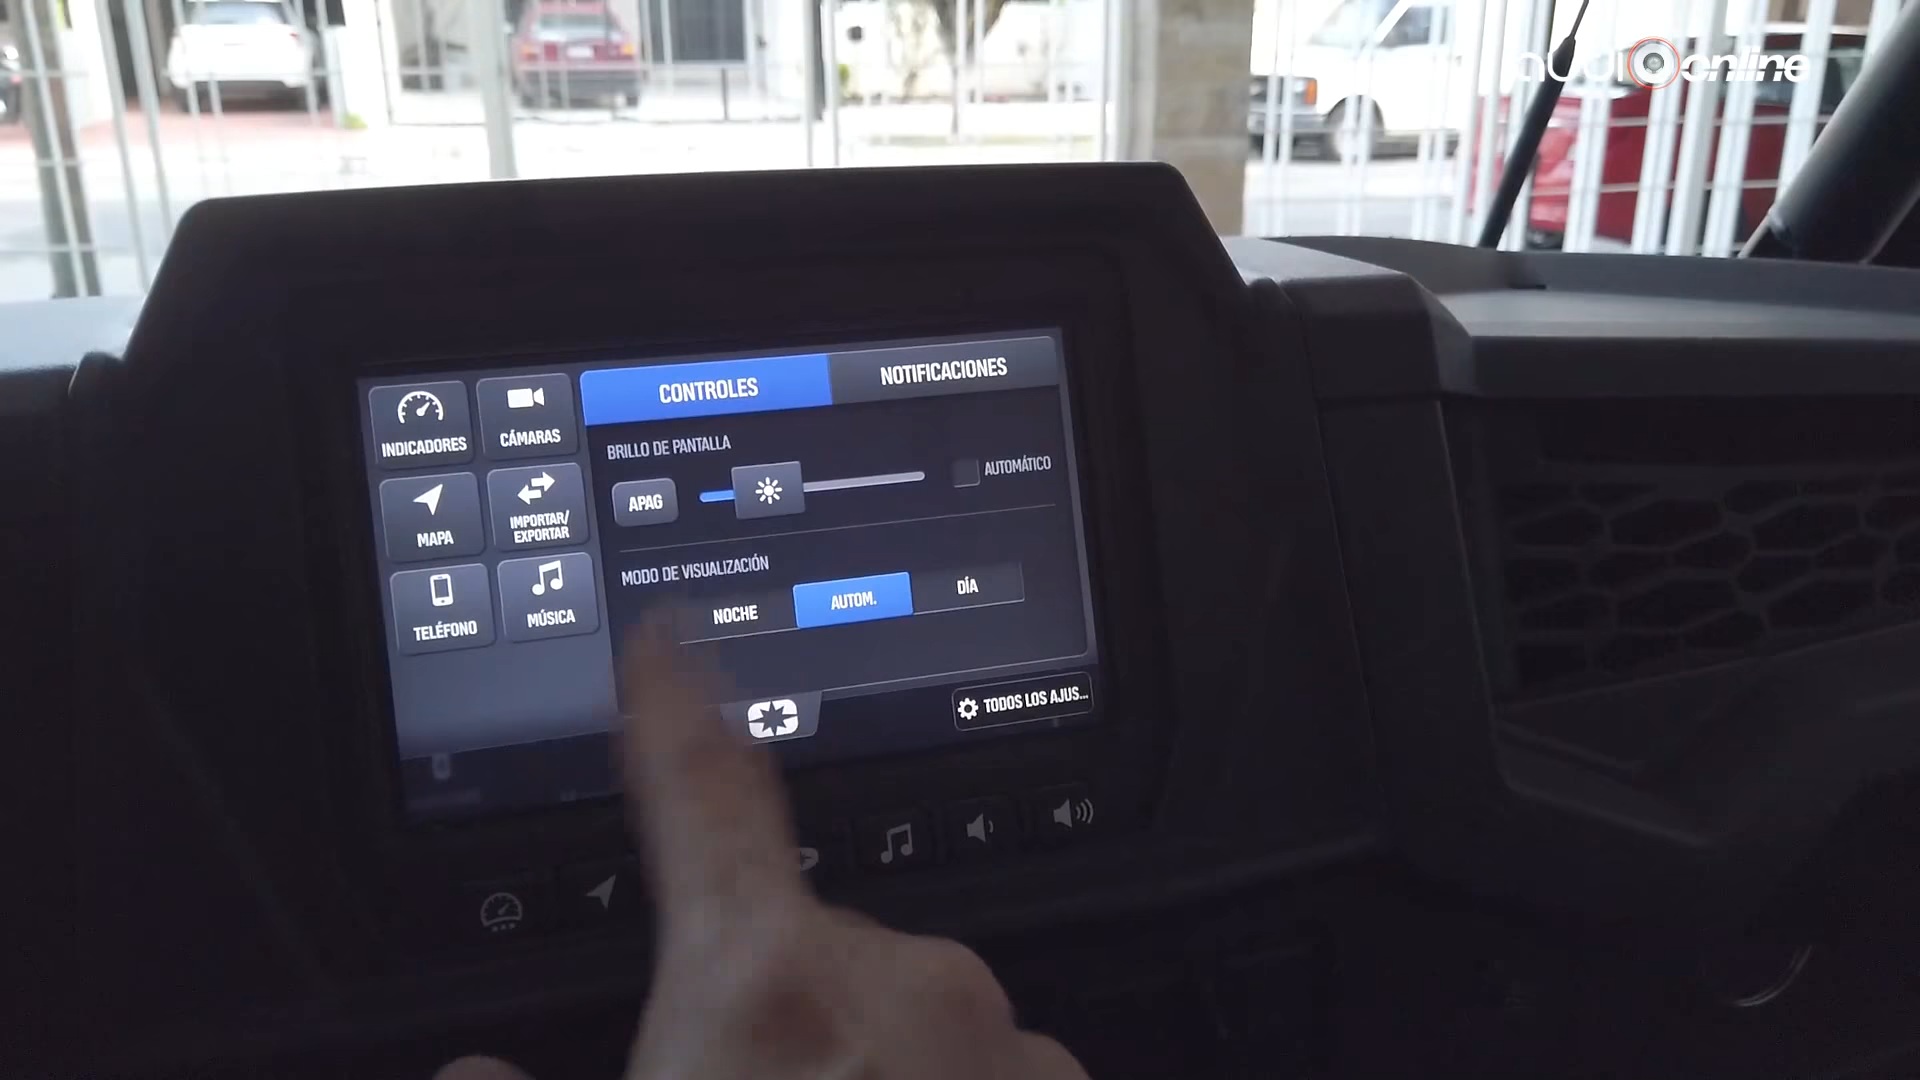 audioonline
CONTROLES
NOTIFICACIONES
INDICADORES
CÁMARAS
BRILLO DE PANTALLA
APAG
AUTOMÁTICO
MAPA
IMPORTAR/
EXPORTAR
MODO DE VISUALIZACIÓN
NOCHE
AUTOM.
DÍA
TELÉFONO
MÚSICA
TODOS LOS AJUS...